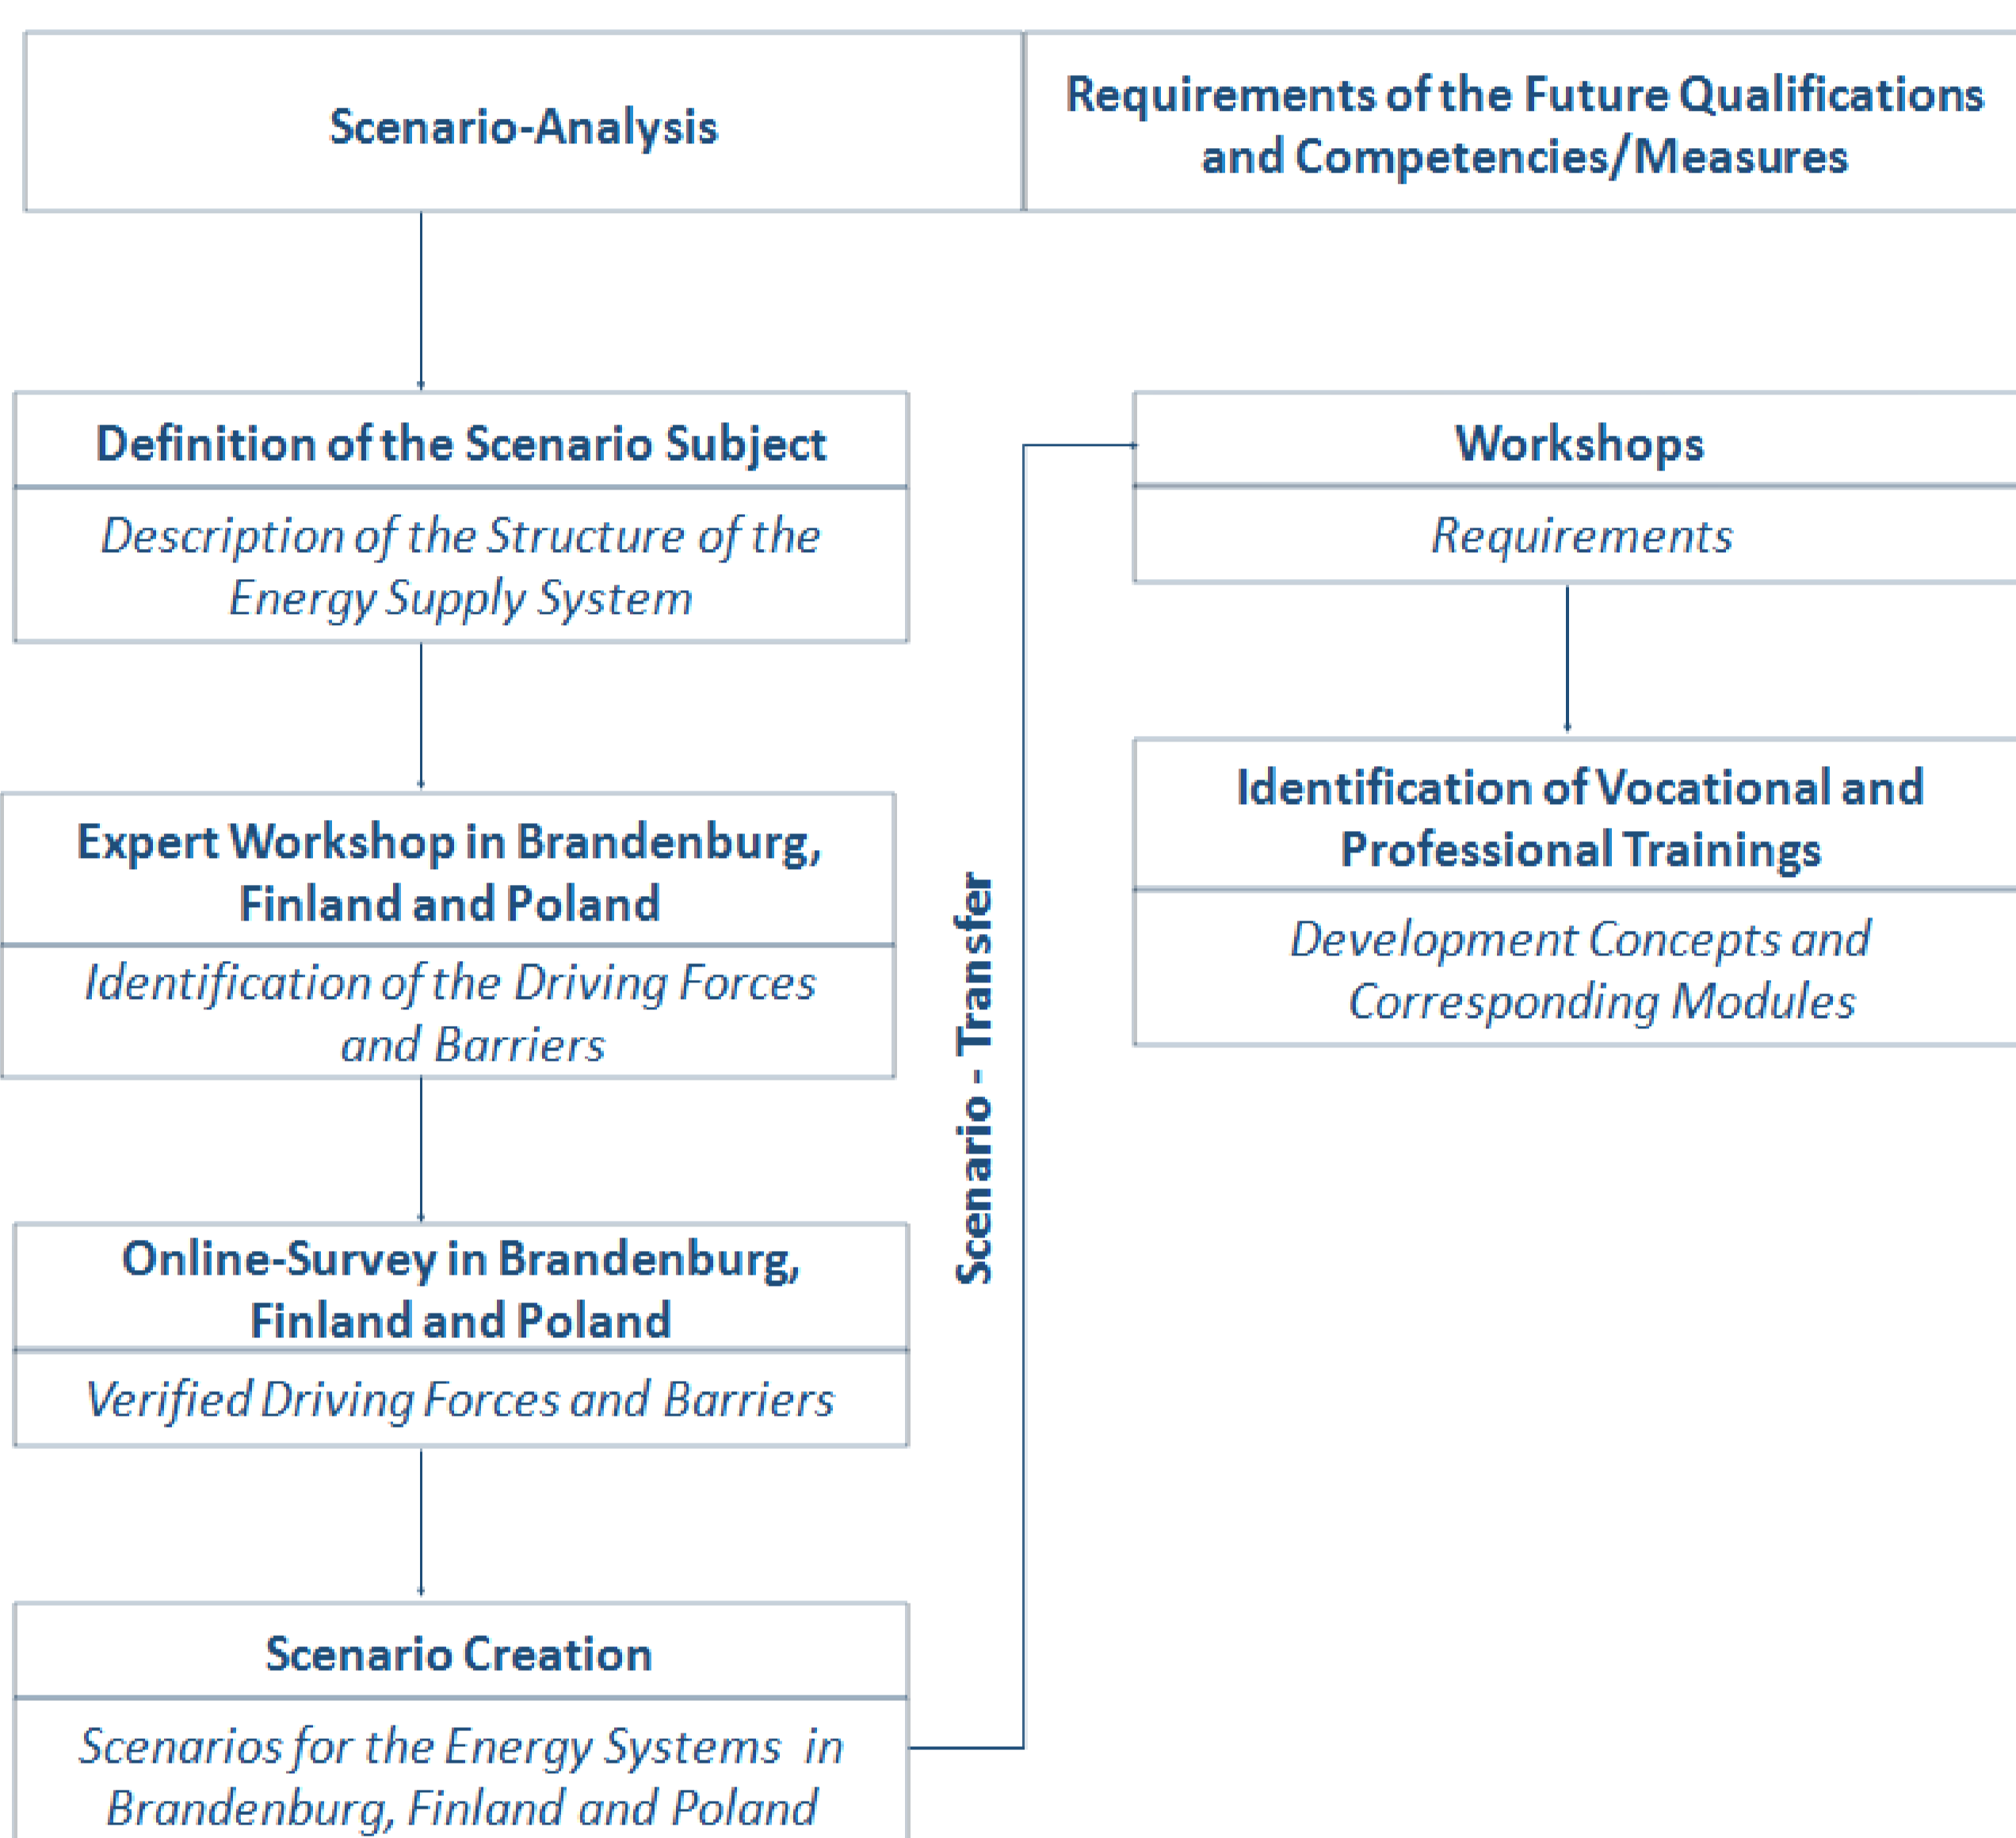 Scenario-Analysis
Requirements of the Future Qualifications
and Competencies/Measures
Definition of the Scenario Subject
Description of the Structure of the
Energy Supply System
Expert Workshop in Brandenburg,
Finland and Poland
Identification of the Driving Forces
and Barriers
Online-Survey in Brandenburg,
Finland and Poland
Verified Driving Forces and Barriers
Scenario Creation
Scenarios for the Energy Systems in
Brandenburg, Finland and Poland
Scenario - Transfer
Workshops
Requirements
Identification of Vocational and
Professional Trainings
Development Concepts and
Corresponding Modules